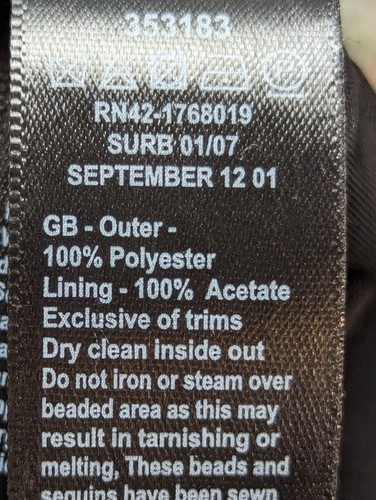 353183
RN42-1768019
SURB 01/07
SEPTEMBER 12 01
GB - Outer -
100% Polyester
Lining - 100% Acetate
Exclusive of trims
Dry clean inside out
Do not iron or steam over
beaded area as this may
result in tarnishing or
melting. These beads and
sequins have been sewn